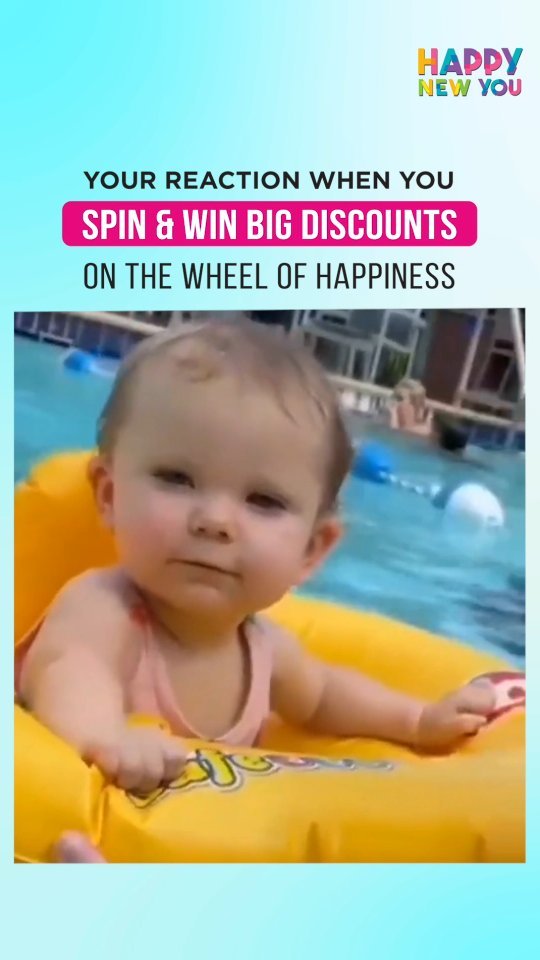 HAPPY
NEW YOU
YOUR REACTION WHEN YOU
SPIN & WIN BIG DISCOUNTS
ON THE WHEEL OF HAPPINESS